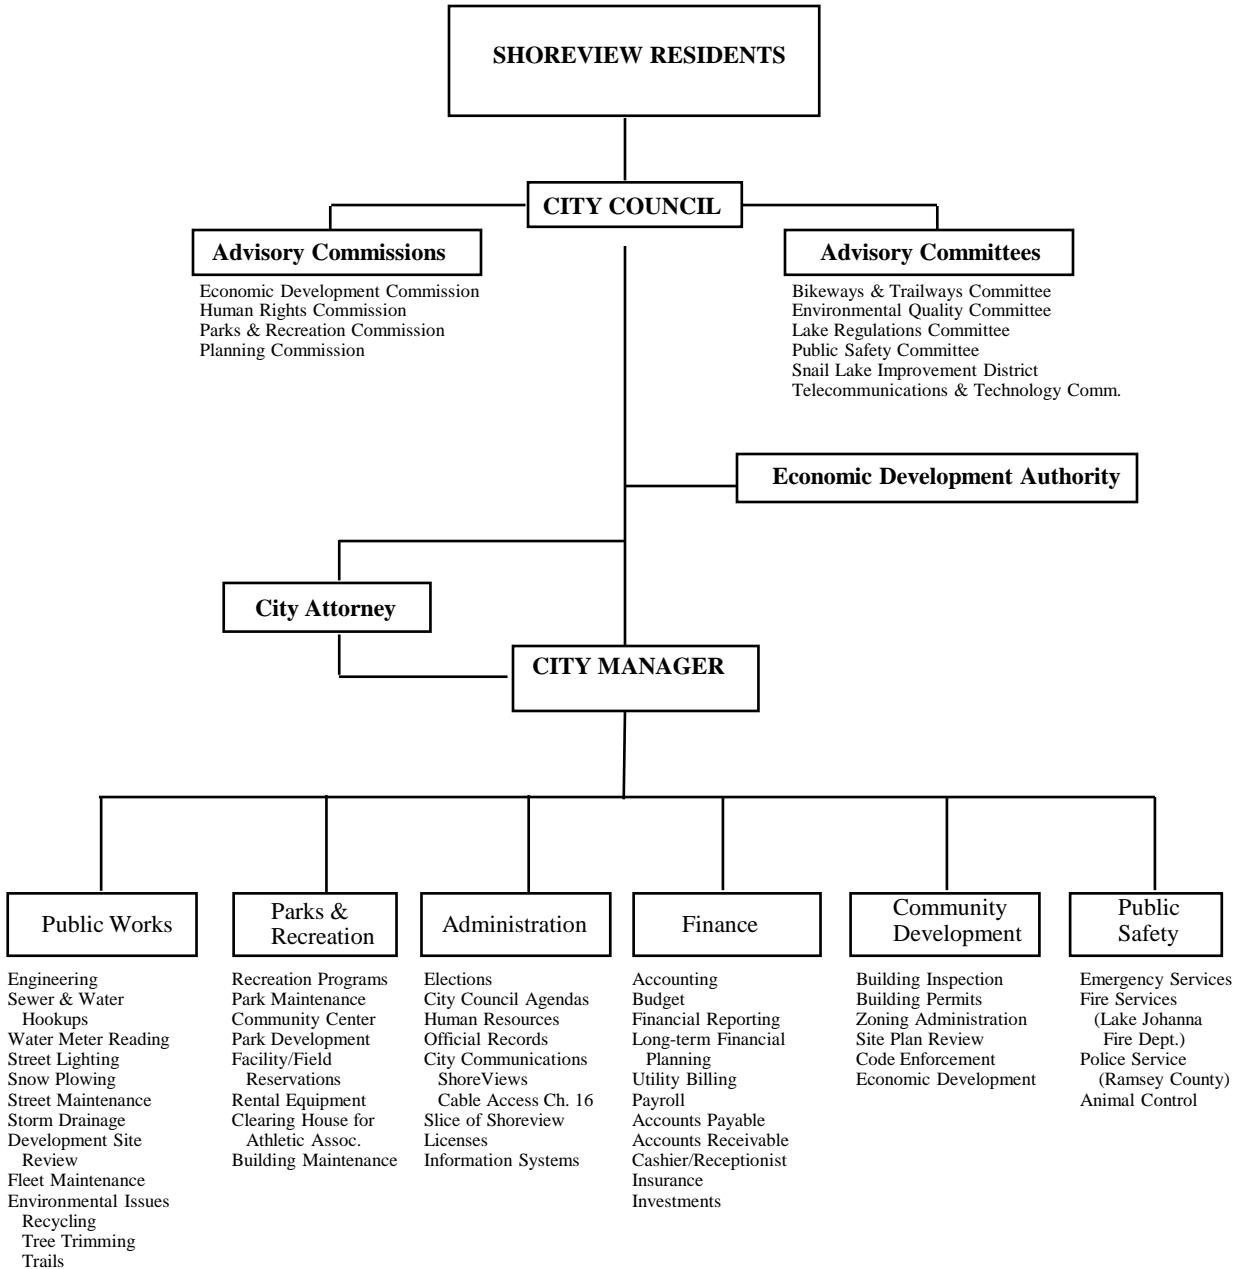 SHOREVIEW RESIDENTS
CITY COUNCIL
Advisory Commissions
Economic Development Commission
Human Rights Commission
Parks & Recreation Commission
Planning Commission
Advisory Committees
Bikeways & Trailways Committee
Environmental Quality Committee
Lake Regulations Committee
Public Safety Committee
Snail Lake Improvement District
Telecommunications & Technology Comm.
Economic Development Authority
City Attorney
CITY MANAGER
Public Works
Engineering
Sewer & Water
Hookups
Water Meter Reading
Street Lighting
Snow Plowing
Street Maintenance
Storm Drainage
Development Site
Review
Fleet Maintenance
Environmental Issues
Recycling
Tree Trimming
Trails
Parks &
Recreation
Recreation Programs
Park Maintenance
Community Center
Park Development
Facility/Field
Reservations
Rental Equipment
Clearing House for
Athletic Assoc.
Building Maintenance
Administration
Elections
City Council Agendas
Human Resources
Official Records
City Communications
ShoreViews
Cable Access Ch. 16
Slice of Shoreview
Licenses
Information Systems
Finance
Accounting
Budget
Financial Reporting
Long-term Financial
Planning
Utility Billing
Payroll
Accounts Payable
Accounts Receivable
Cashier/Receptionist
Insurance
Investments
Community
Development
Building Inspection
Building Permits
Zoning Administration
Site Plan Review
Code Enforcement
Economic Development
Public
Safety
Emergency Services
Fire Services
(Lake Johanna
Fire Dept.)
Police Service
(Ramsey County)
Animal Control